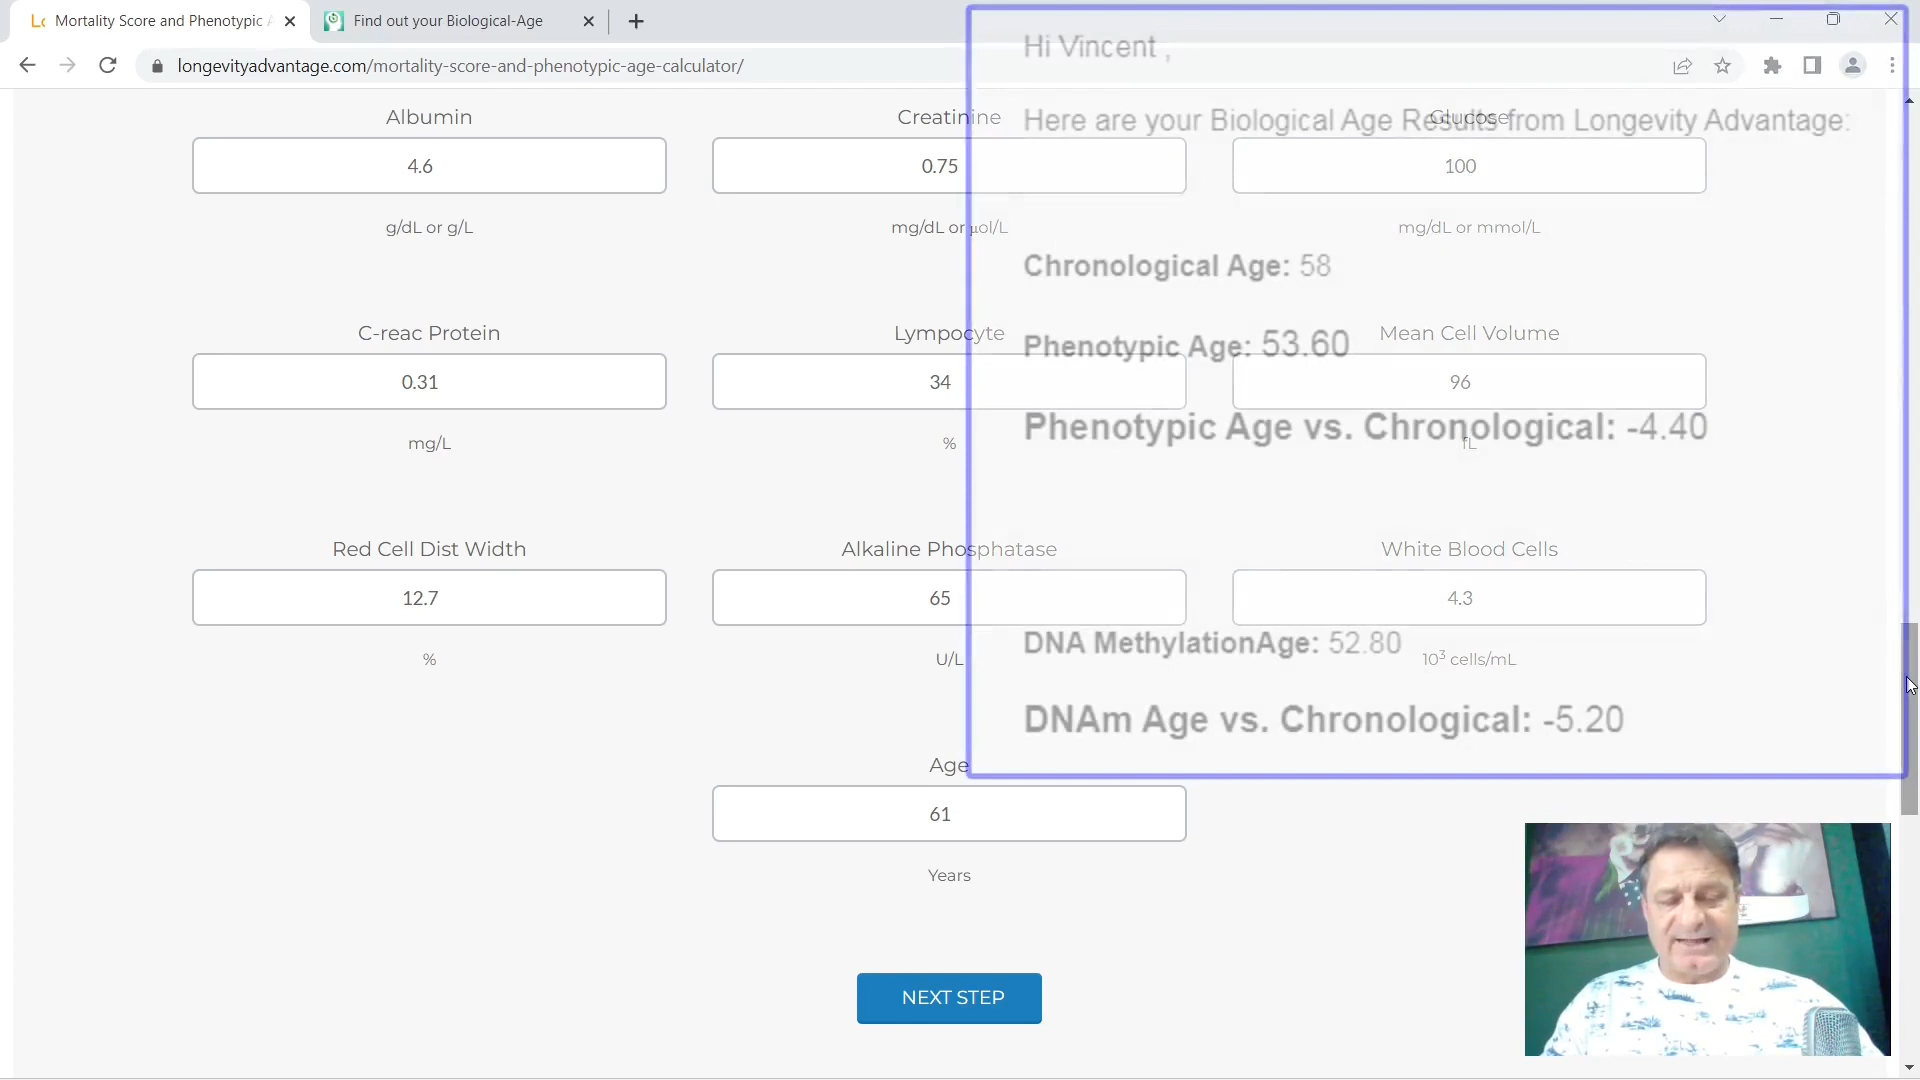 Mortality Score and Phenotypic A
Find out your Biological-Age
longevityadvantage.com/mortality-score-and-phenotypic-age-calculator/
Hi Vincent ,
Here are your Biological Age Results from Longevity Advantage:
Chronological Age: 58
Phenotypic Age: 53.60
Phenotypic Age vs. Chronological: -4.40
DNA MethylationAge: 52.80
DNAm Age vs. Chronological: -5.20
Albumin
4.6
g/dL or g/L
Creatinine
0.75
mg/dL or µol/L
Glucose
100
mg/dL or mmol/L
C-reac Protein
0.31
mg/L
Lympocyte
34
%
Mean Cell Volume
96
fL
Red Cell Dist Width
12.7
%
Alkaline Phosphatase
65
U/L
White Blood Cells
4.3
10³ cells/mL
Age
61
Years
NEXT STEP